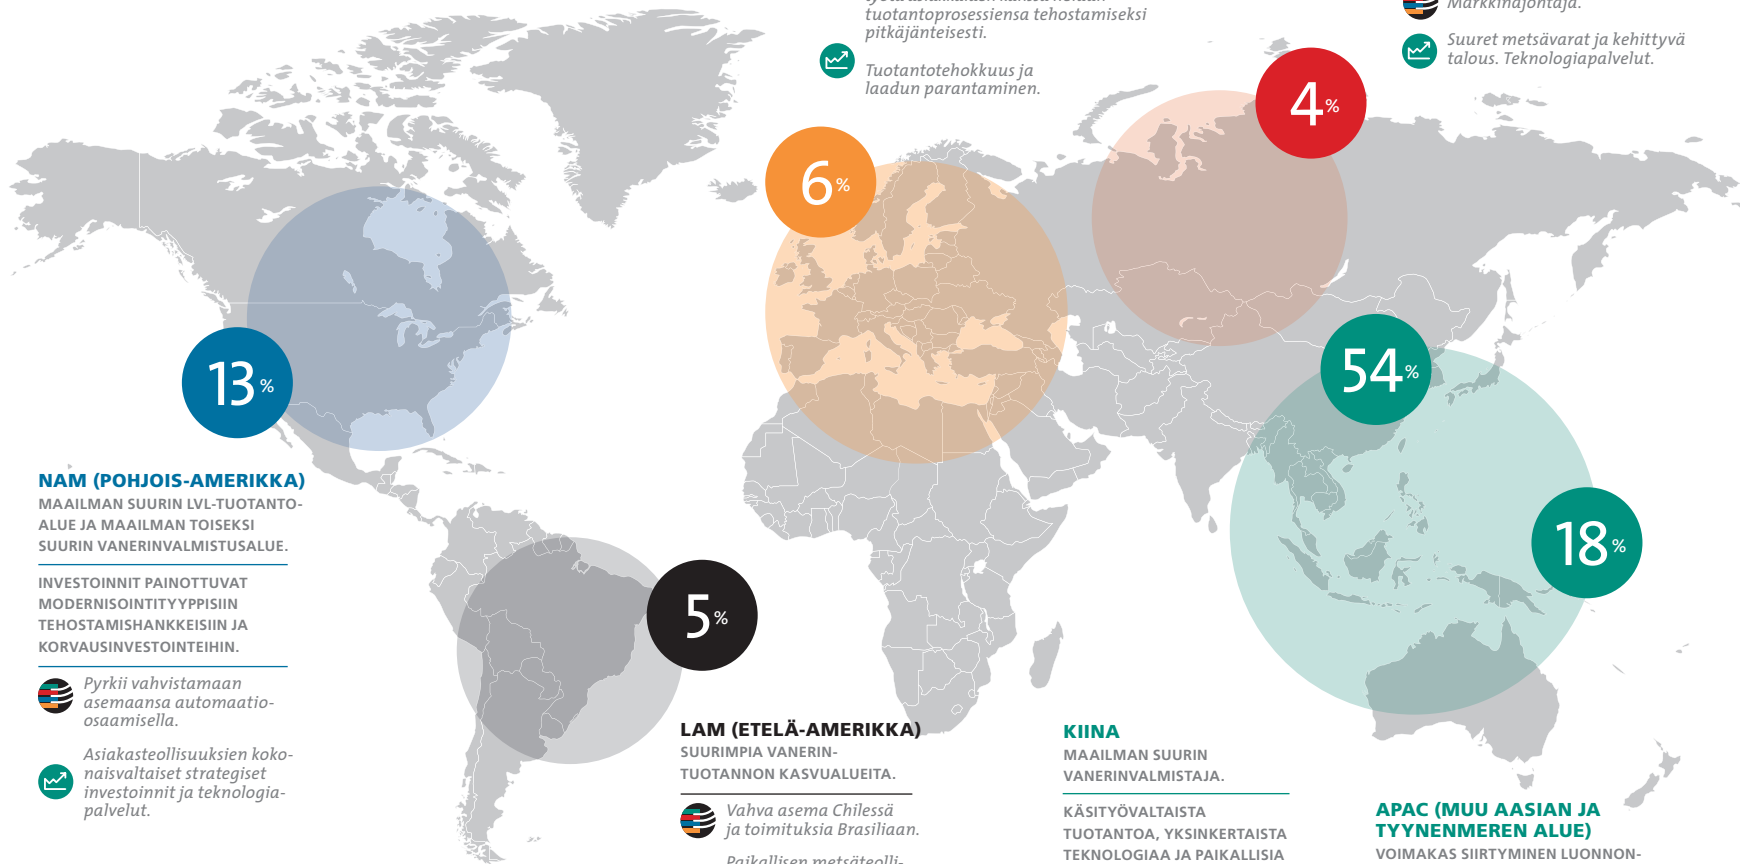 tuotantoprosessiensa tehostamiseksi
pitkäjänteisesti.
Tuotantotehokkuus ja
laadun parantaminen.
Markkinajohtaja.
Suuret metsävarat ja kehittyvä
talous. Teknologiapalvelut.
4%
6%
54%
13%
18%
5%
NAM (POHJOIS-AMERIKKA)
MAAILMAN SUURIN LVL-TUOTANTO-
ALUE JA MAAILMAN TOISEKSI
SUURIN VANERINVALMISTUSALUE.
INVESTOINNIT PAINOTTUVAT
MODERNISOINTITYYPPISIIN
TEHOSTAMISHANKKEISIIN JA
KORVAUSINVESTOINTEIHIN.
Pyrkii vahvistamaan
asemaansa automaatio-
osaamisella.
Asiakasteollisuuksien koko-
naisvaltaiset strategiset
investoinnit ja teknologia-
palvelut.
LAM (ETELÄ-AMERIKKA)
SUURIMPIA VANERIN-
TUOTANNON KASVUALUEITA.
Vahva asema Chilessä
ja toimituksia Brasiliaan.
Paikallisen metsäteolli-
KIINA
MAAILMAN SUURIN
VANERINVALMISTAJA.
KÄSITYÖVALTAISTA
TUOTANTOA, YKSINKERTAISTA
TEKNOLOGIAA JA PAIKALLISIA
APAC (MUU AASIAN JA
TYYNENMEREN ALUE)
VOIMAKAS SIIRTYMINEN LUONNON-